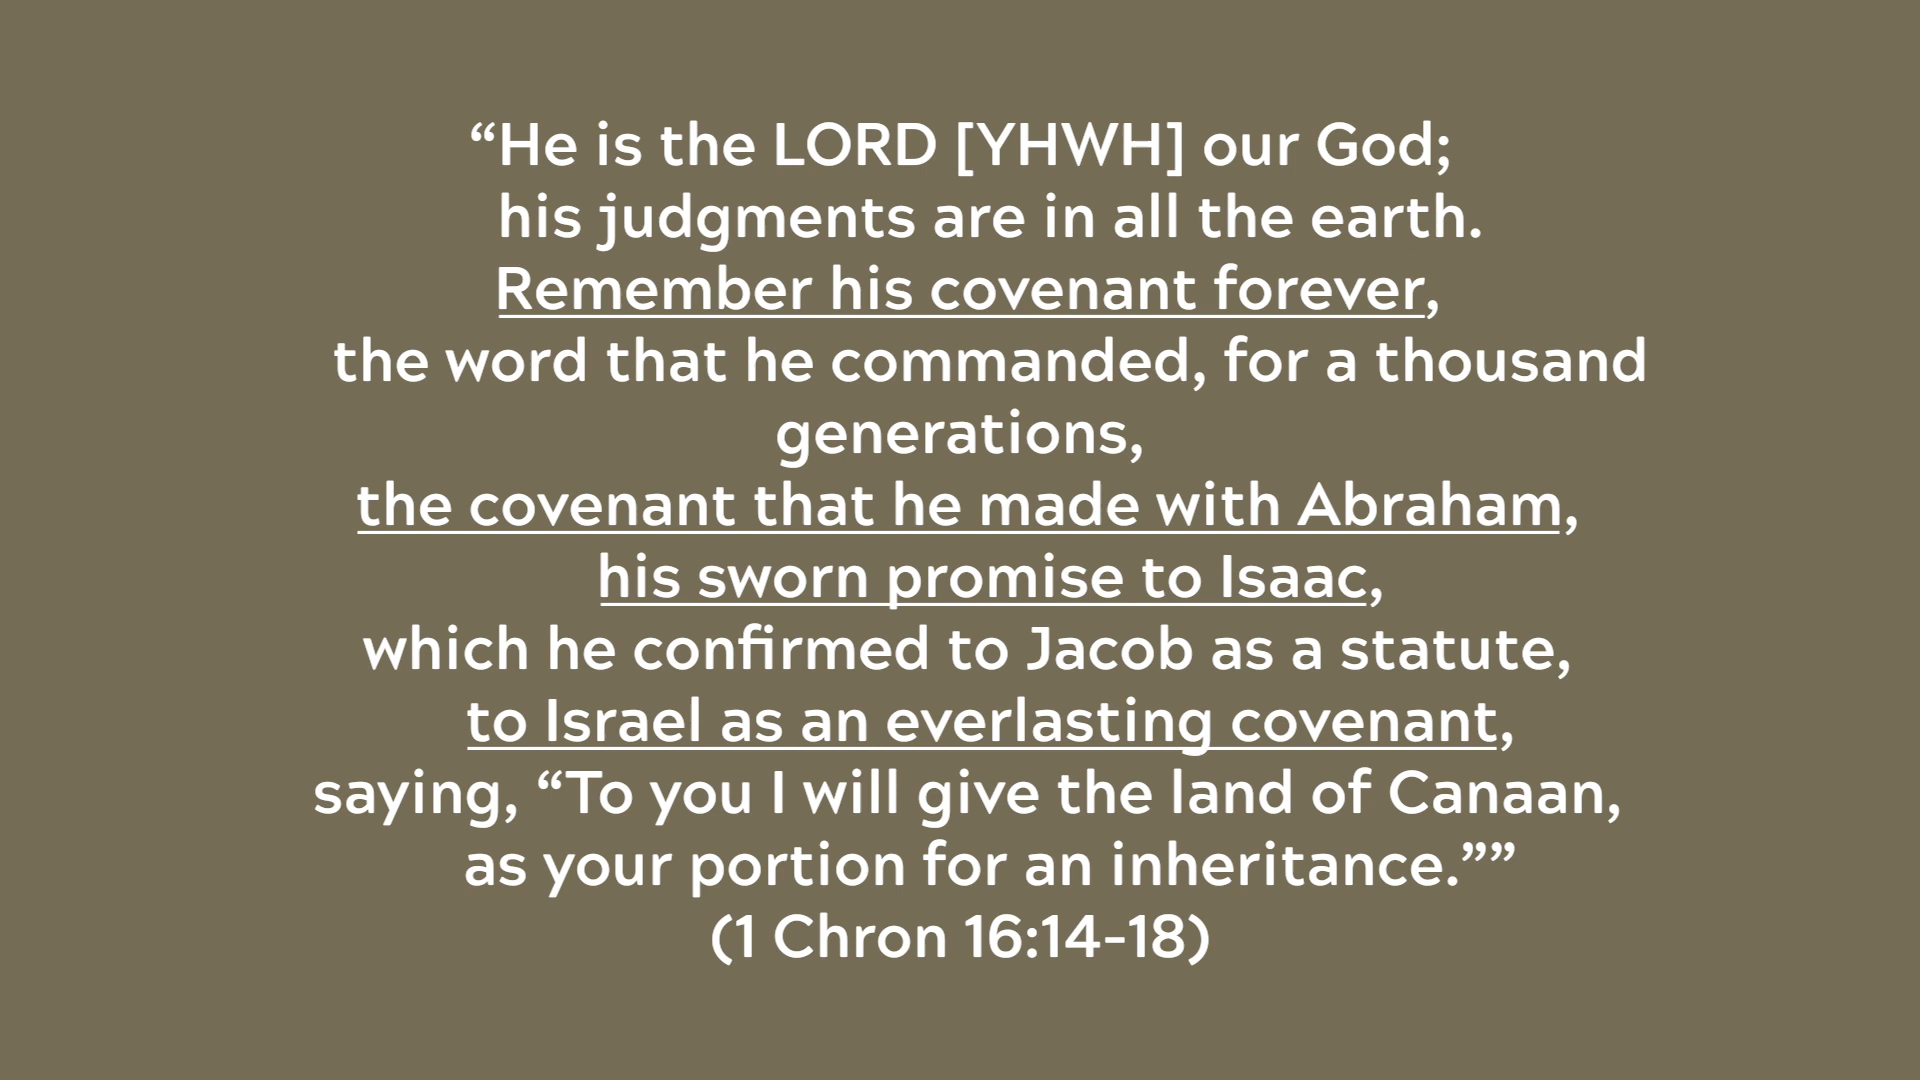 “He is the LORD [YHWH] our God;
his judgments are in all the earth.
Remember his covenant forever,
the word that he commanded, for a thousand
generations,
the covenant that he made with Abraham,
his sworn promise to Isaac,
which he confirmed to Jacob as a statute,
to Israel as an everlasting covenant,
saying, “To you I will give the land of Canaan,
as your portion for an inheritance.””
(1 Chron 16:14-18)